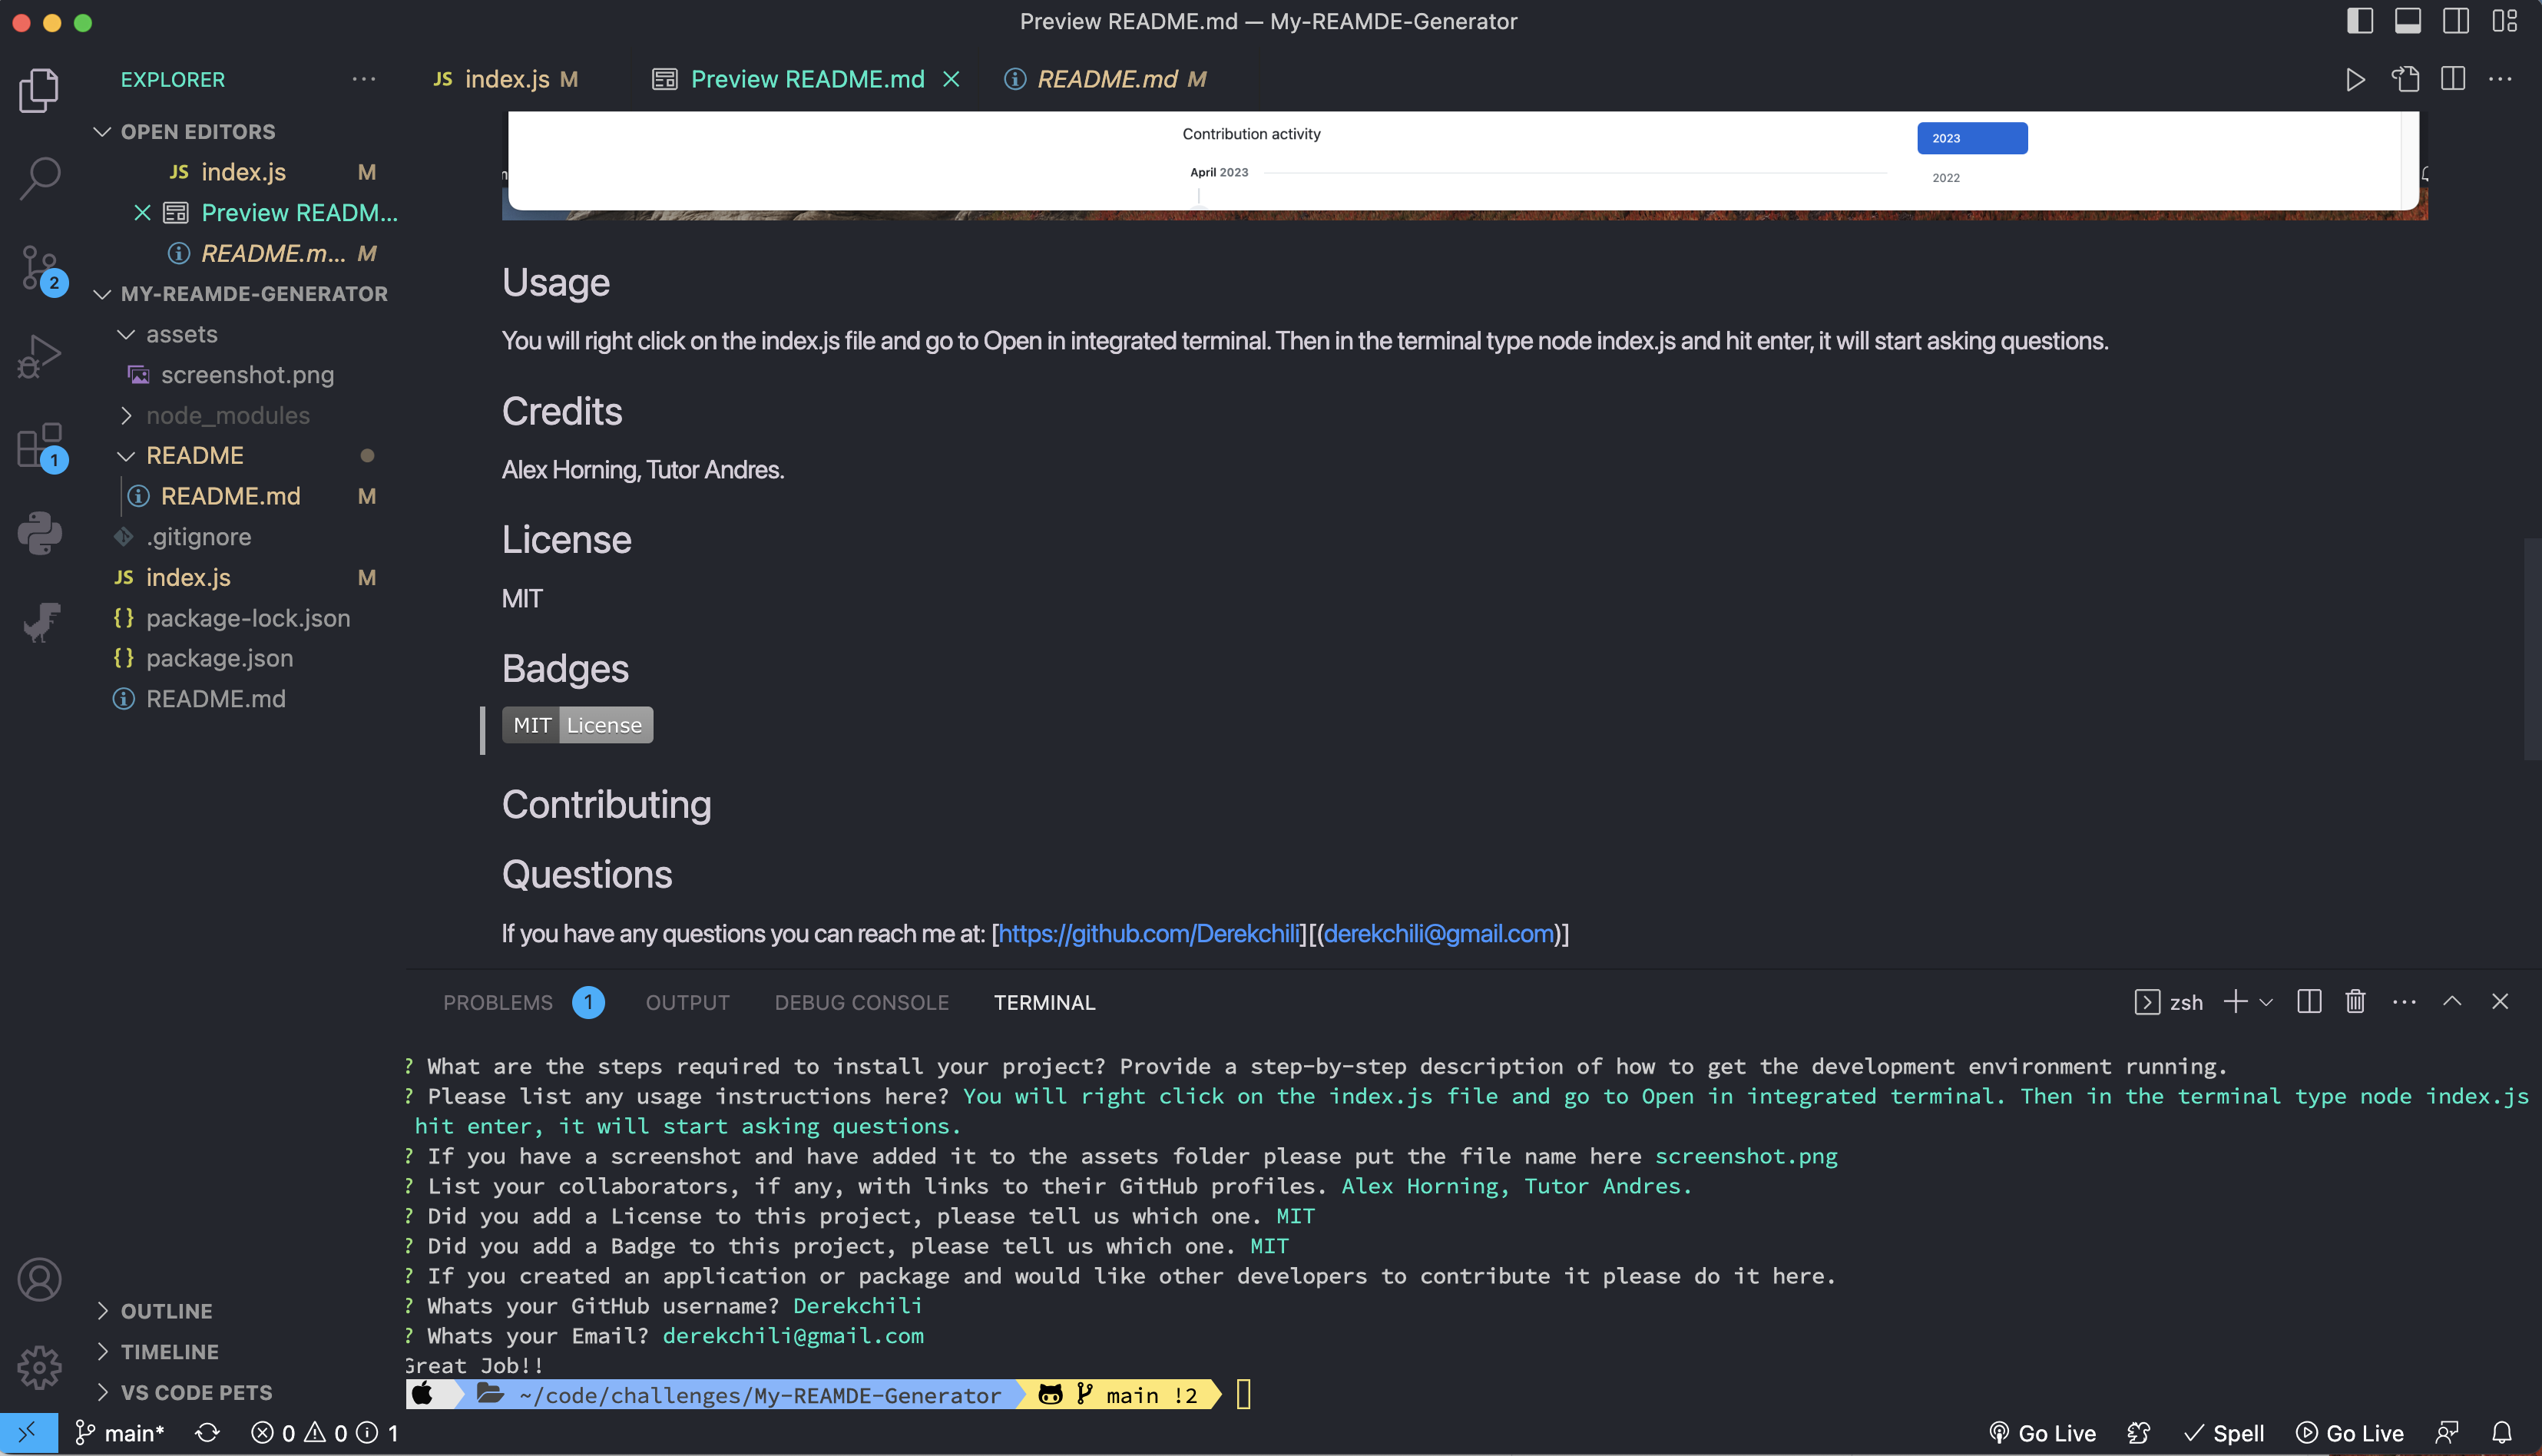 Preview README.md — My-REAMDE-Generator
EXPLORER
JS index.js M
Preview README.md
README.md M
OPEN EDITORS
JS index.js M
Preview READM...
README.m... M
MY-REAMDE-GENERATOR
assets
screenshot.png
node_modules
README
README.md M
.gitignore
JS index.js M
{} package-lock.json
{} package.json
README.md
2
1
OUTLINE
TIMELINE
VS CODE PETS
Contribution activity
2023
April 2023
2022
Usage
You will right click on the index.js file and go to Open in integrated terminal. Then in the terminal type node index.js and hit enter, it will start asking questions.
Credits
Alex Horning, Tutor Andres.
License
MIT
Badges
MIT License
Contributing
Questions
If you have any questions you can reach me at: [https://github.com/Derekchili][(derekchili@gmail.com)]
PROBLEMS 1 OUTPUT DEBUG CONSOLE TERMINAL
zsh
? What are the steps required to install your project? Provide a step-by-step description of how to get the development environment running.
? Please list any usage instructions here? You will right click on the index.js file and go to Open in integrated terminal. Then in the terminal type node index.js
hit enter, it will start asking questions.
? If you have a screenshot and have added it to the assets folder please put the file name here screenshot.png
? List your collaborators, if any, with links to their GitHub profiles. Alex Horning, Tutor Andres.
? Did you add a License to this project, please tell us which one. MIT
? Did you add a Badge to this project, please tell us which one. MIT
? If you created an application or package and would like other developers to contribute it please do it here.
? Whats your GitHub username? Derekchili
? Whats your Email? derekchili@gmail.com
Great Job!!
~/code/challenges/My-REAMDE-Generator main !2
main* 0 0 1
Go Live Spell Go Live